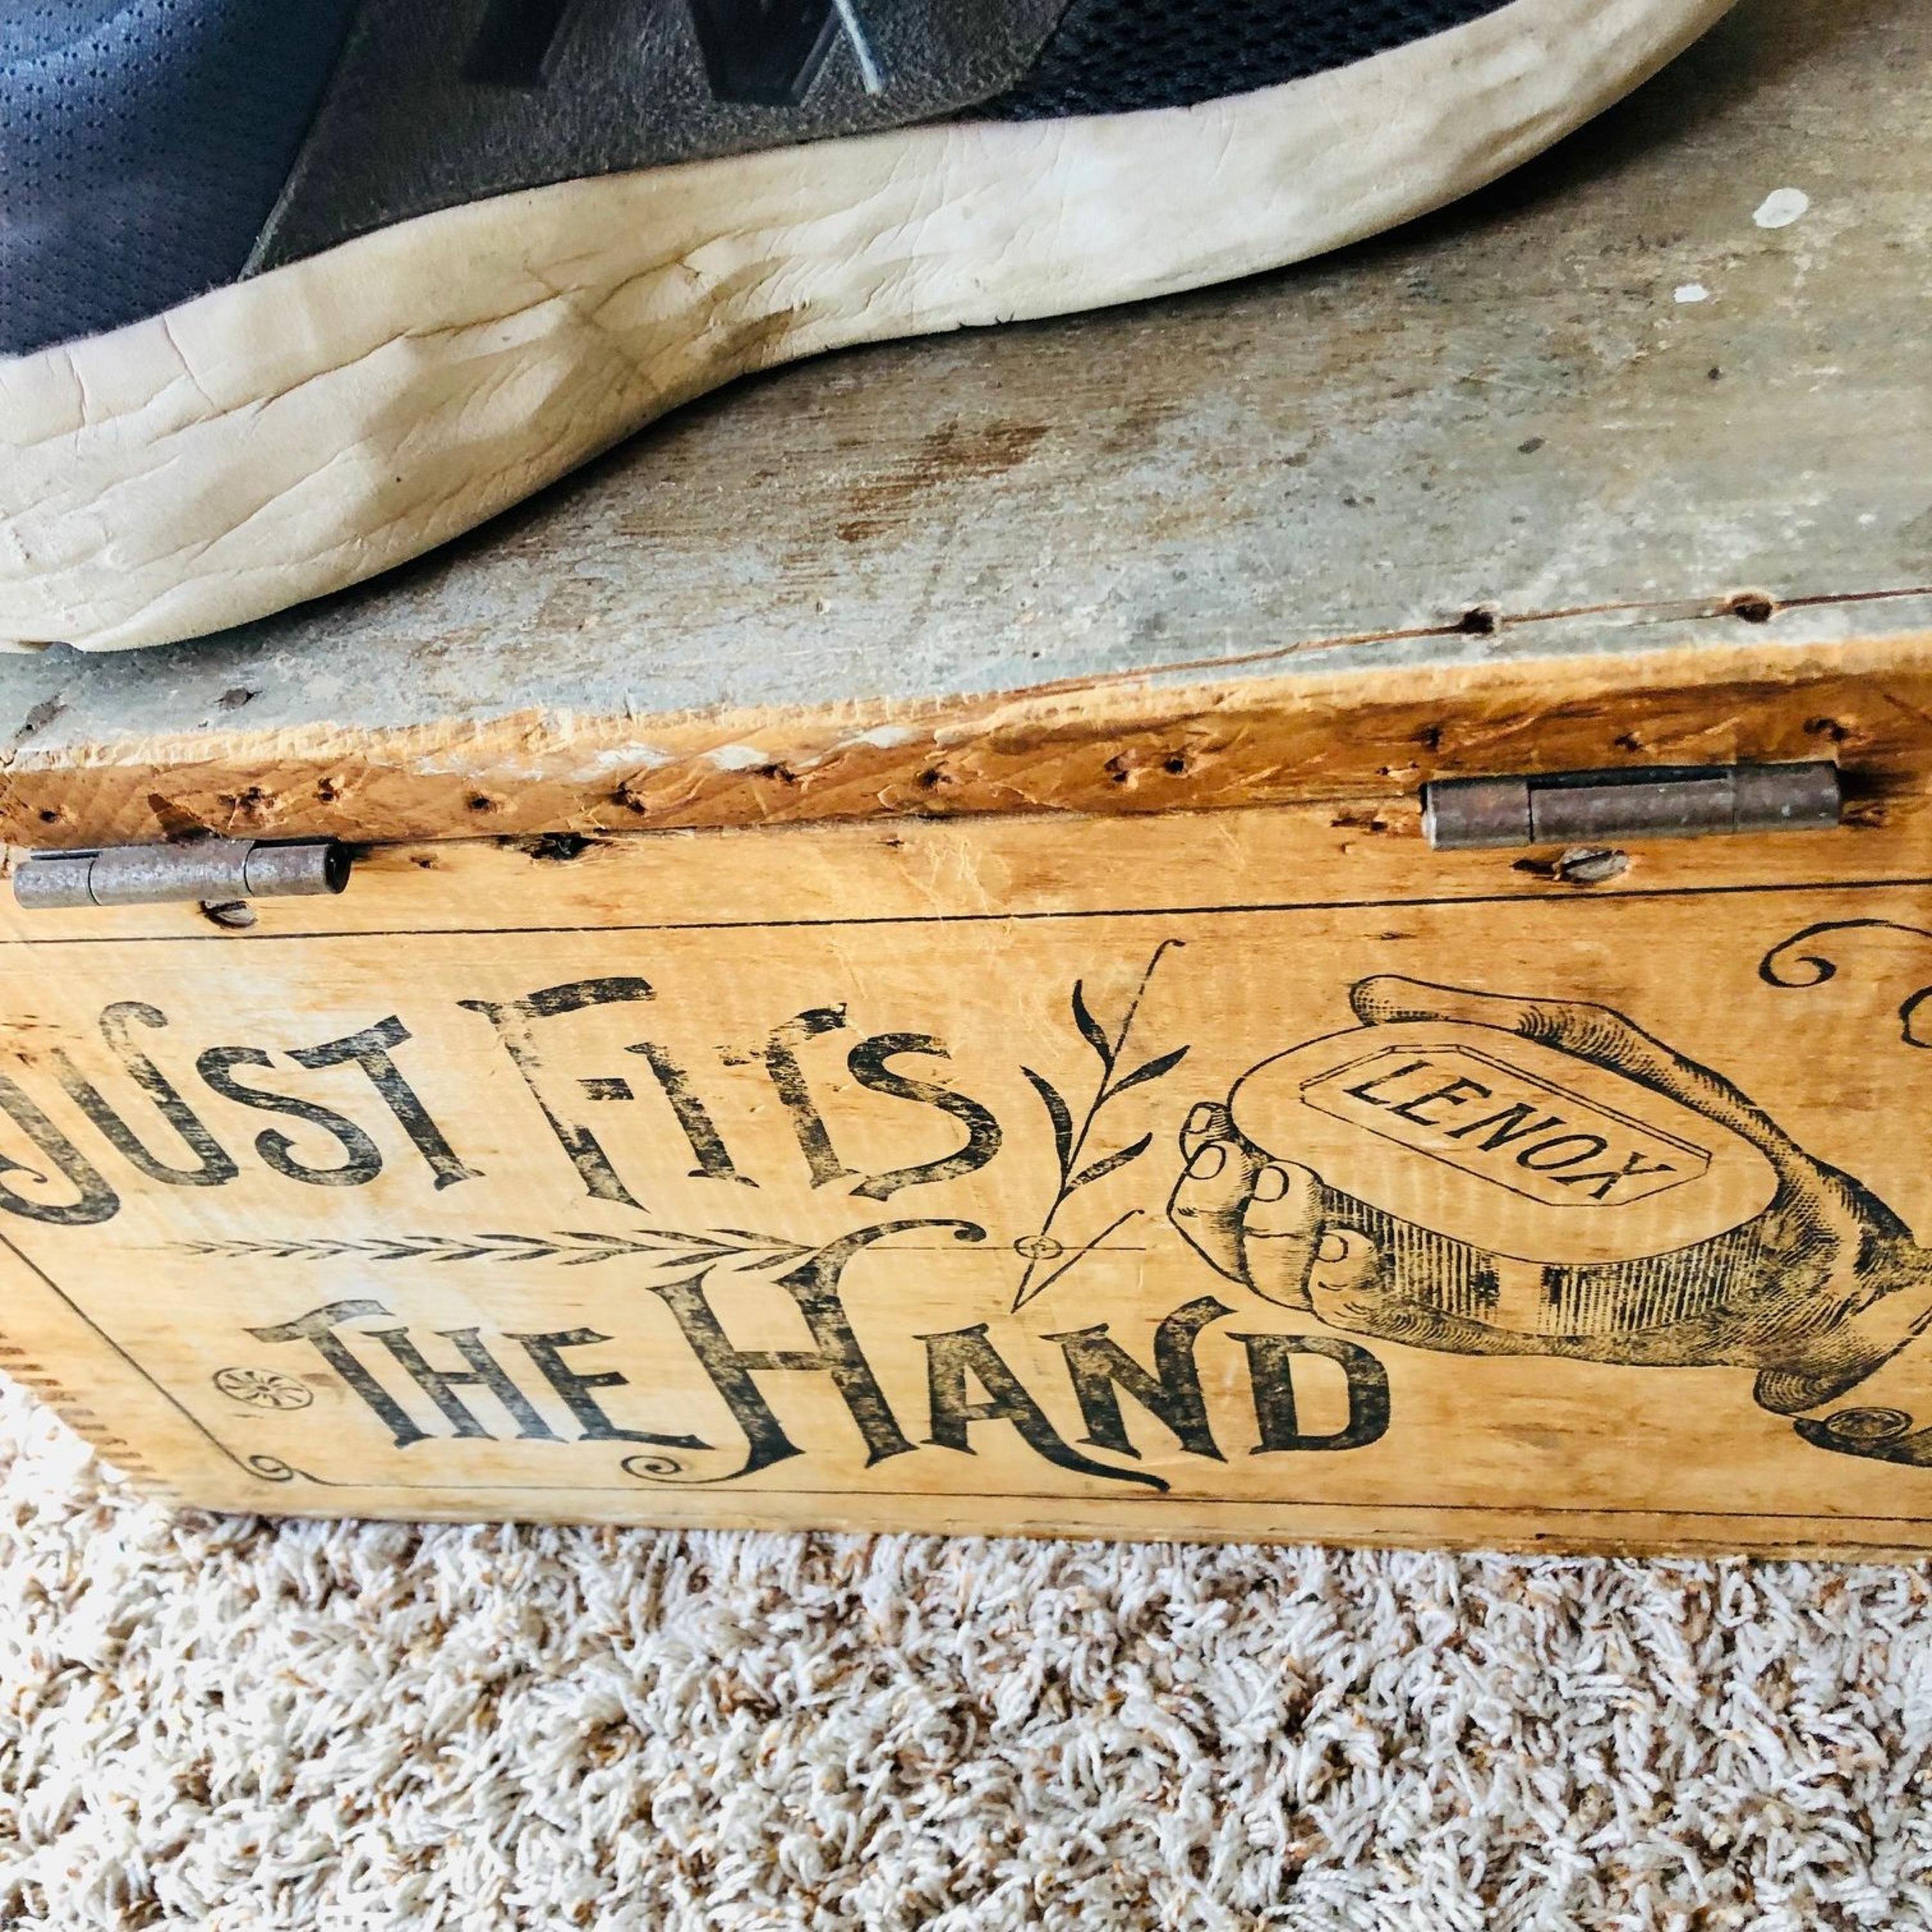 JUST FITS
THE HAND
LENOX